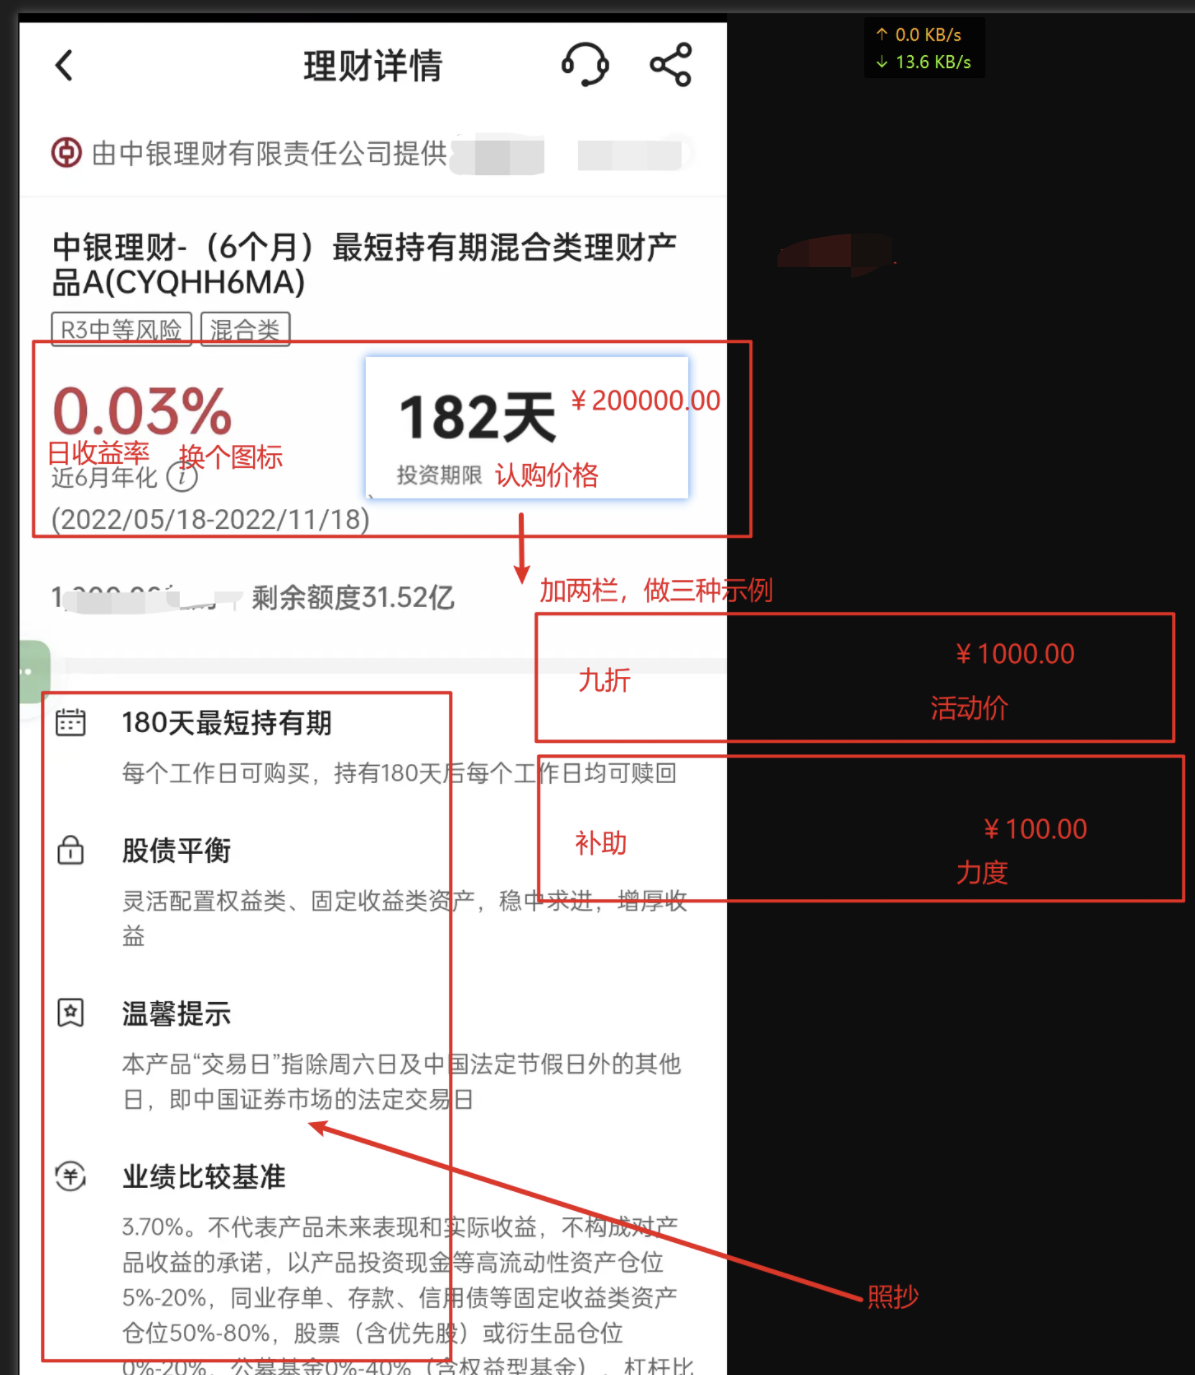 ↑ 0.0 KB/s
↓ 13.6 KB/s
理财详情
由中银理财有限责任公司提供
中银理财-（6个月）最短持有期混合类理财产
品A(CYQHH6MA)
R3中等风险 混合类
0.03%
182天
¥200000.00
日收益率 换个图标
近6月年化 i
投资期限
认购价格
(2022/05/18-2022/11/18)
剩余额度31.52亿
加两栏，做三种示例
九折
¥1000.00
活动价
180天最短持有期
每个工作日可购买，持有180天后每个工作日均可赎回
补助
¥100.00
力度
股债平衡
灵活配置权益类、固定收益类资产，稳中求进，增厚收
益
温馨提示
本产品“交易日”指除周六日及中国法定节假日外的其他
日，即中国证券市场的法定交易日
业绩比较基准
3.70%。不代表产品未来表现和实际收益，不构成对产
品收益的承诺，以产品投资现金等高流动性资产仓位
5%-20%，同业存单、存款、信用债等固定收益类资产
照抄
仓位50%-80%，股票（含优先股）或衍生品仓位
0%-20%，公募基金0%-40%（含权益型基金）、杠杆比